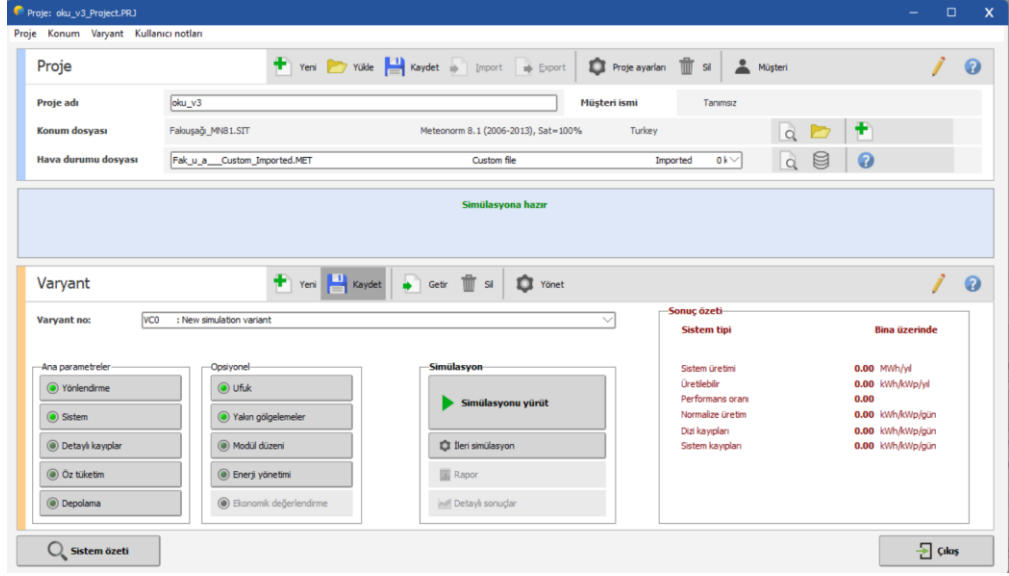 Proje: oku_v3_Project.PRJ
Proje Konum Varyant Kullanıcı notları
Proje Yeni Yükle Kaydet Import Export Proje ayarları Sil Müşteri
Proje adı oku_v3 Müşteri ismi Tanımsız
Konum dosyası Fakıuşağı_MN81.SIT Meteonorm 8.1 (2006-2013), Sat=100% Turkey
Hava durumu dosyası Fak_u_a___Custom_Imported.MET Custom file Imported 0 k
Simülasyona hazır
Varyant Yeni Kaydet Getir Sil Yönet
Varyant no: VC0 : New simulation variant
Sonuç özeti
Sistem tipi Bina üzerinde
Ana parametreler Opsiyonel Simülasyon
Sistem üretimi 0.00 MWh/yıl
Üretilebilir 0.00 kWh/kWp/yıl
Performans oranı 0.00
Normalize üretim 0.00 kWh/kWp/gün
Dizi kayıpları 0.00 kWh/kWp/gün
Sistem kayıpları 0.00 kWh/kWp/gün
Yönlendirme Ufuk Simülasyonu yürüt
Sistem Yakın gölgelemeler
Detaylı kayıplar Modül düzeni İleri simülasyon
Öz tüketim Enerji yönetimi Rapor
Depolama Ekonomik değerlendirme Detaylı sonuçlar
Sistem özeti Çıkış